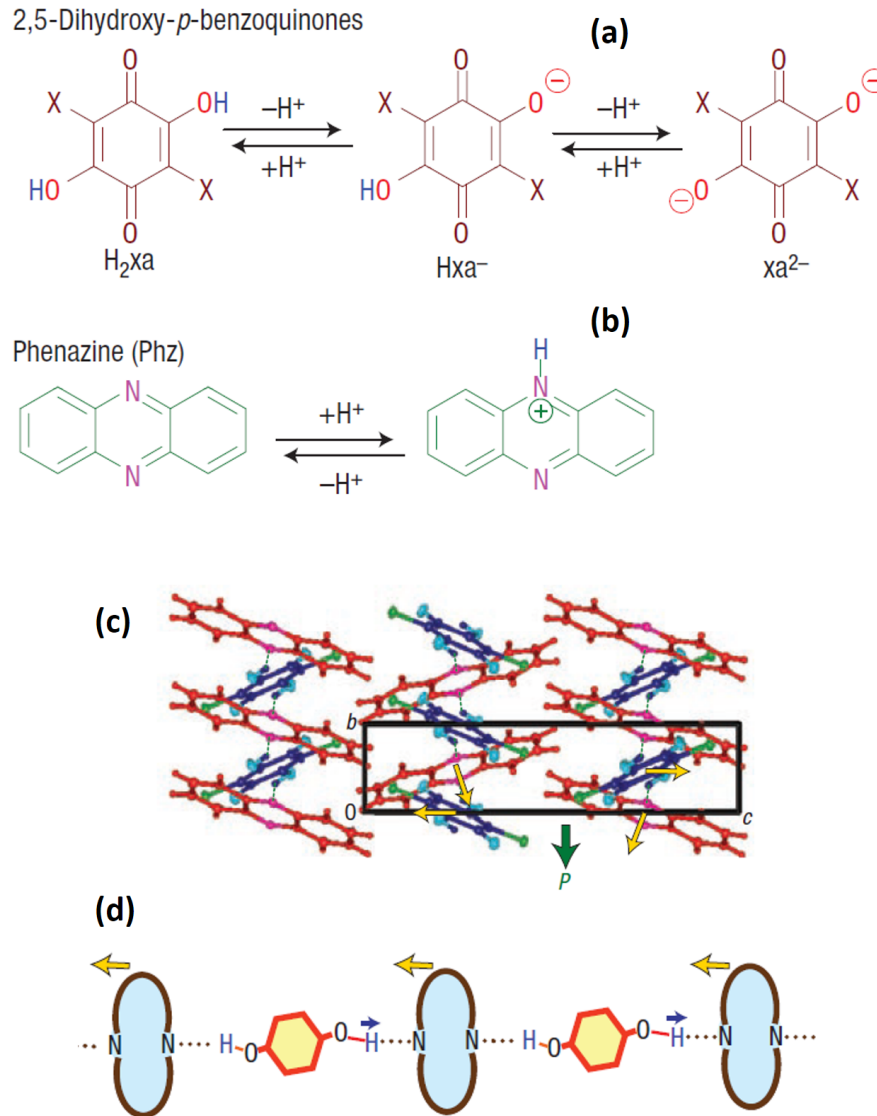 2,5-Dihydroxy-p-benzoquinones
(a)
O O O
X OH –H+ X O⊖ –H+ X O⊖
+H+ +H+
HO X HO X ⊖O X
O O O
H2xa Hxa– xa2–
(b)
Phenazine (Phz)
H
N N
⊕
+H+
–H+
N N
(c)
b
0
c
P
(d)
N N H O O H N N H O O H N N